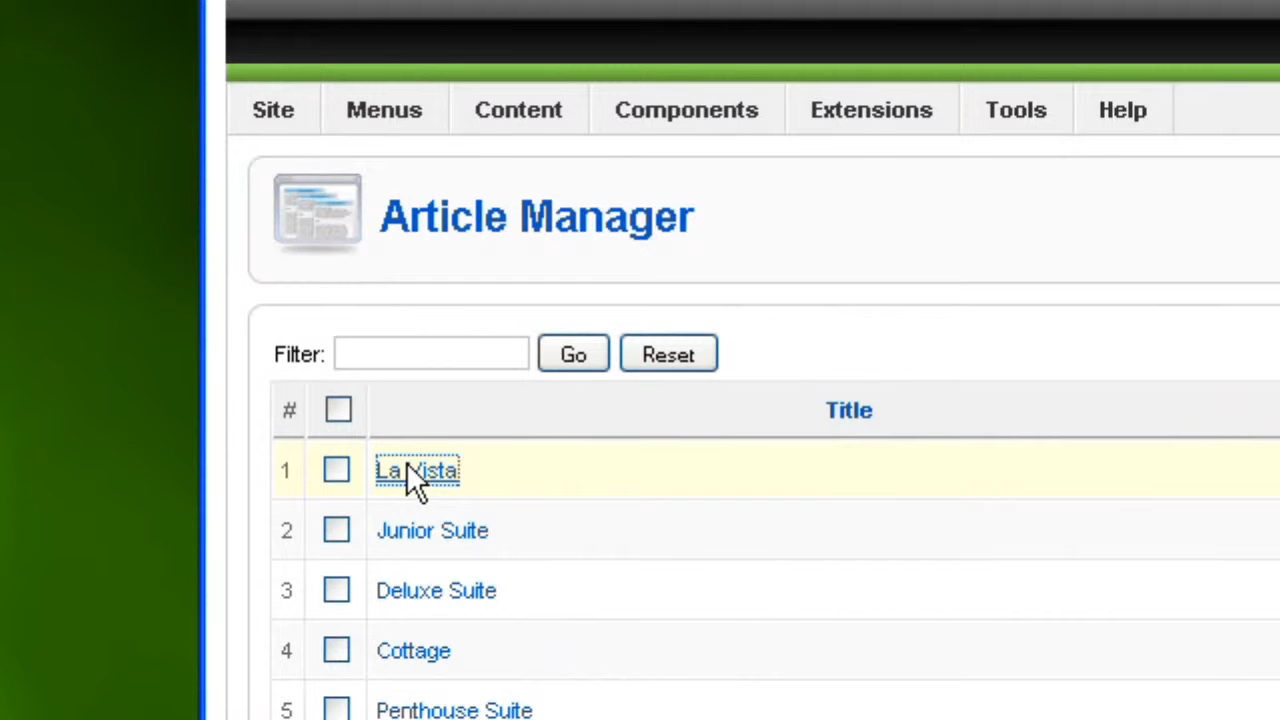 Site Menus Content Components Extensions Tools Help
Article Manager
Filter: Go Reset
# Title
1 La Vista
2 Junior Suite
3 Deluxe Suite
4 Cottage
5 Penthouse Suite